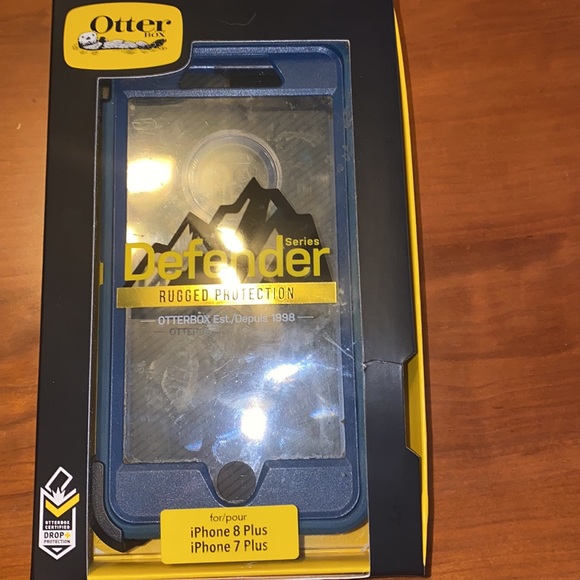 Otter
BOX
Series
Defender
RUGGED PROTECTION
OTTERBOX Est./Depuis 1998
OTTER
for/pour
iPhone 8 Plus
iPhone 7 Plus
OTTERBOX
CERTIFIED
DROP+
PROTECTION